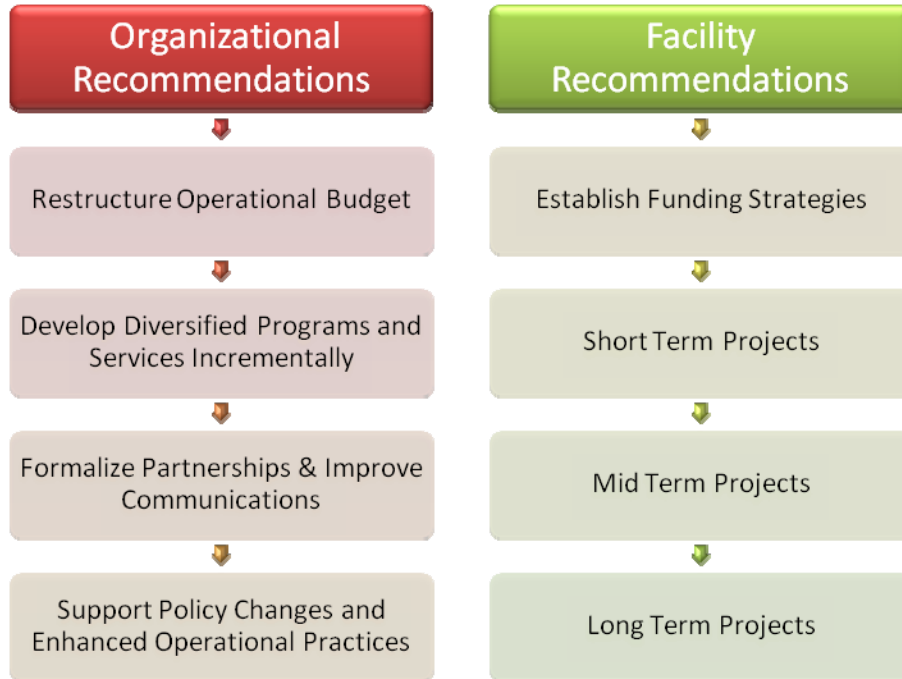 Organizational
Recommendations
Restructure Operational Budget
Develop Diversified Programs and
Services Incrementally
Formalize Partnerships & Improve
Communications
Support Policy Changes and
Enhanced Operational Practices
Facility
Recommendations
Establish Funding Strategies
Short Term Projects
Mid Term Projects
Long Term Projects